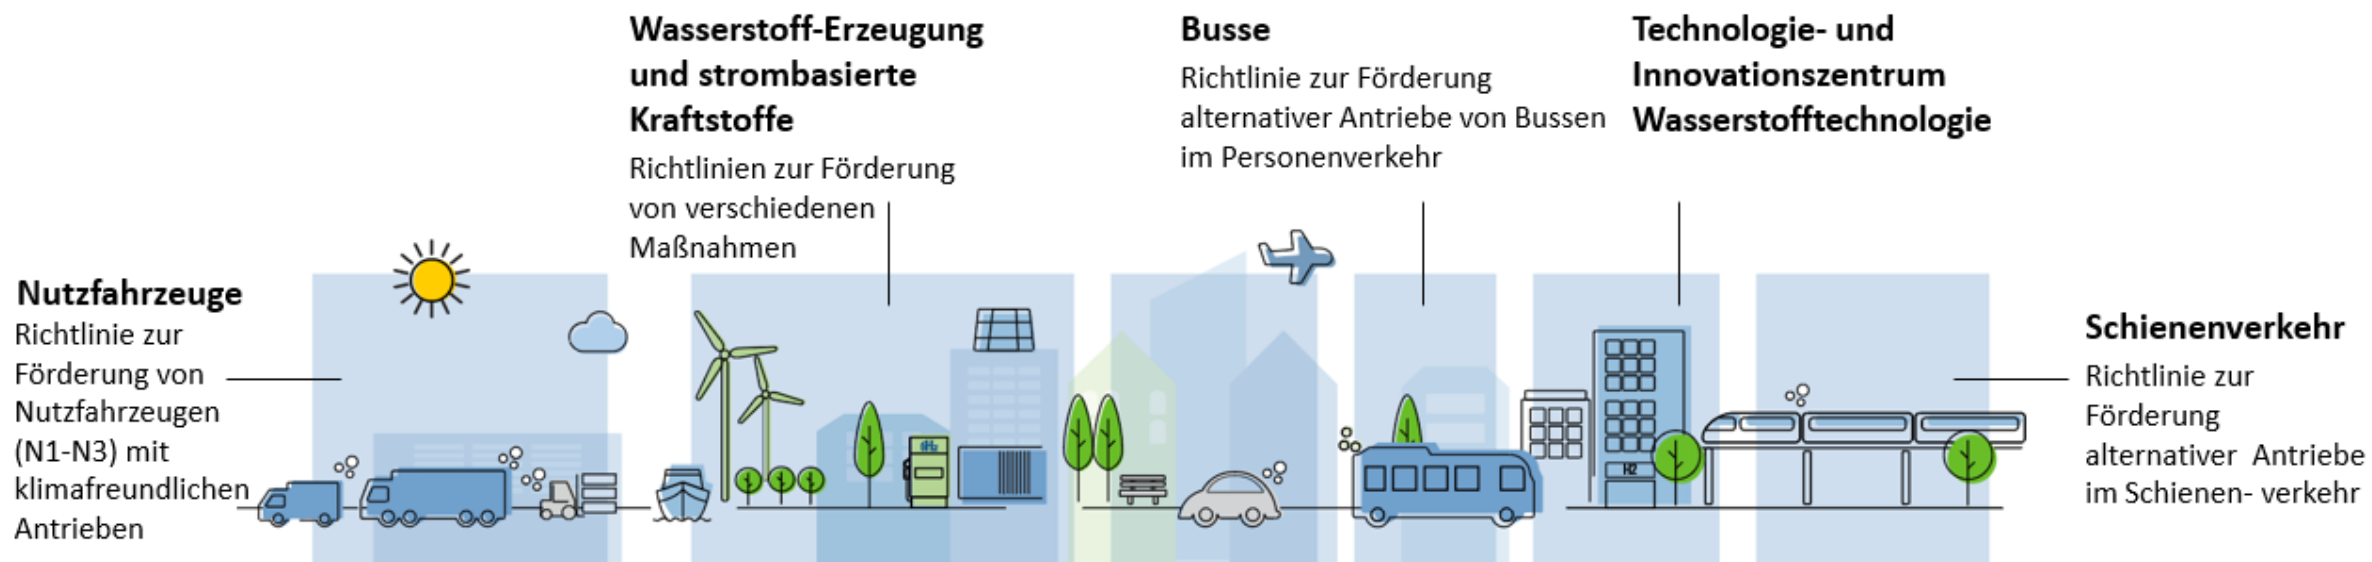 Nutzfahrzeuge
Richtlinie zur
Förderung von
Nutzfahrzeugen
(N1-N3) mit
klimafreundlichen
Antrieben
Wasserstoff-Erzeugung
und strombasierte
Kraftstoffe
Richtlinien zur Förderung
von verschiedenen
Maßnahmen
H₂
Busse
Richtlinie zur Förderung
alternativer Antriebe von Bussen
im Personenverkehr
Technologie- und
Innovationszentrum
Wasserstofftechnologie
H2
Schienenverkehr
Richtlinie zur
Förderung
alternativer Antriebe
im Schienen- verkehr